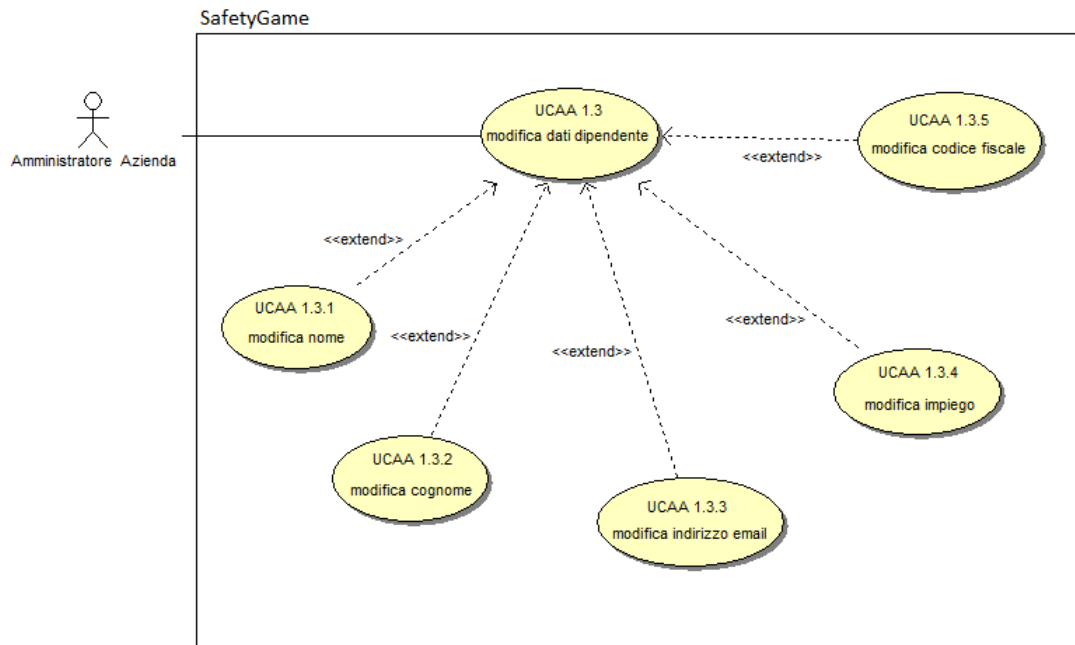 SafetyGame
Amministratore Azienda
UCAA 1.3
modifica dati dipendente
UCAA 1.3.5
modifica codice fiscale
<<extend>>
<<extend>>
UCAA 1.3.1
modifica nome
<<extend>>
<<extend>>
<<extend>>
UCAA 1.3.4
modifica impiego
UCAA 1.3.2
modifica cognome
UCAA 1.3.3
modifica indirizzo email